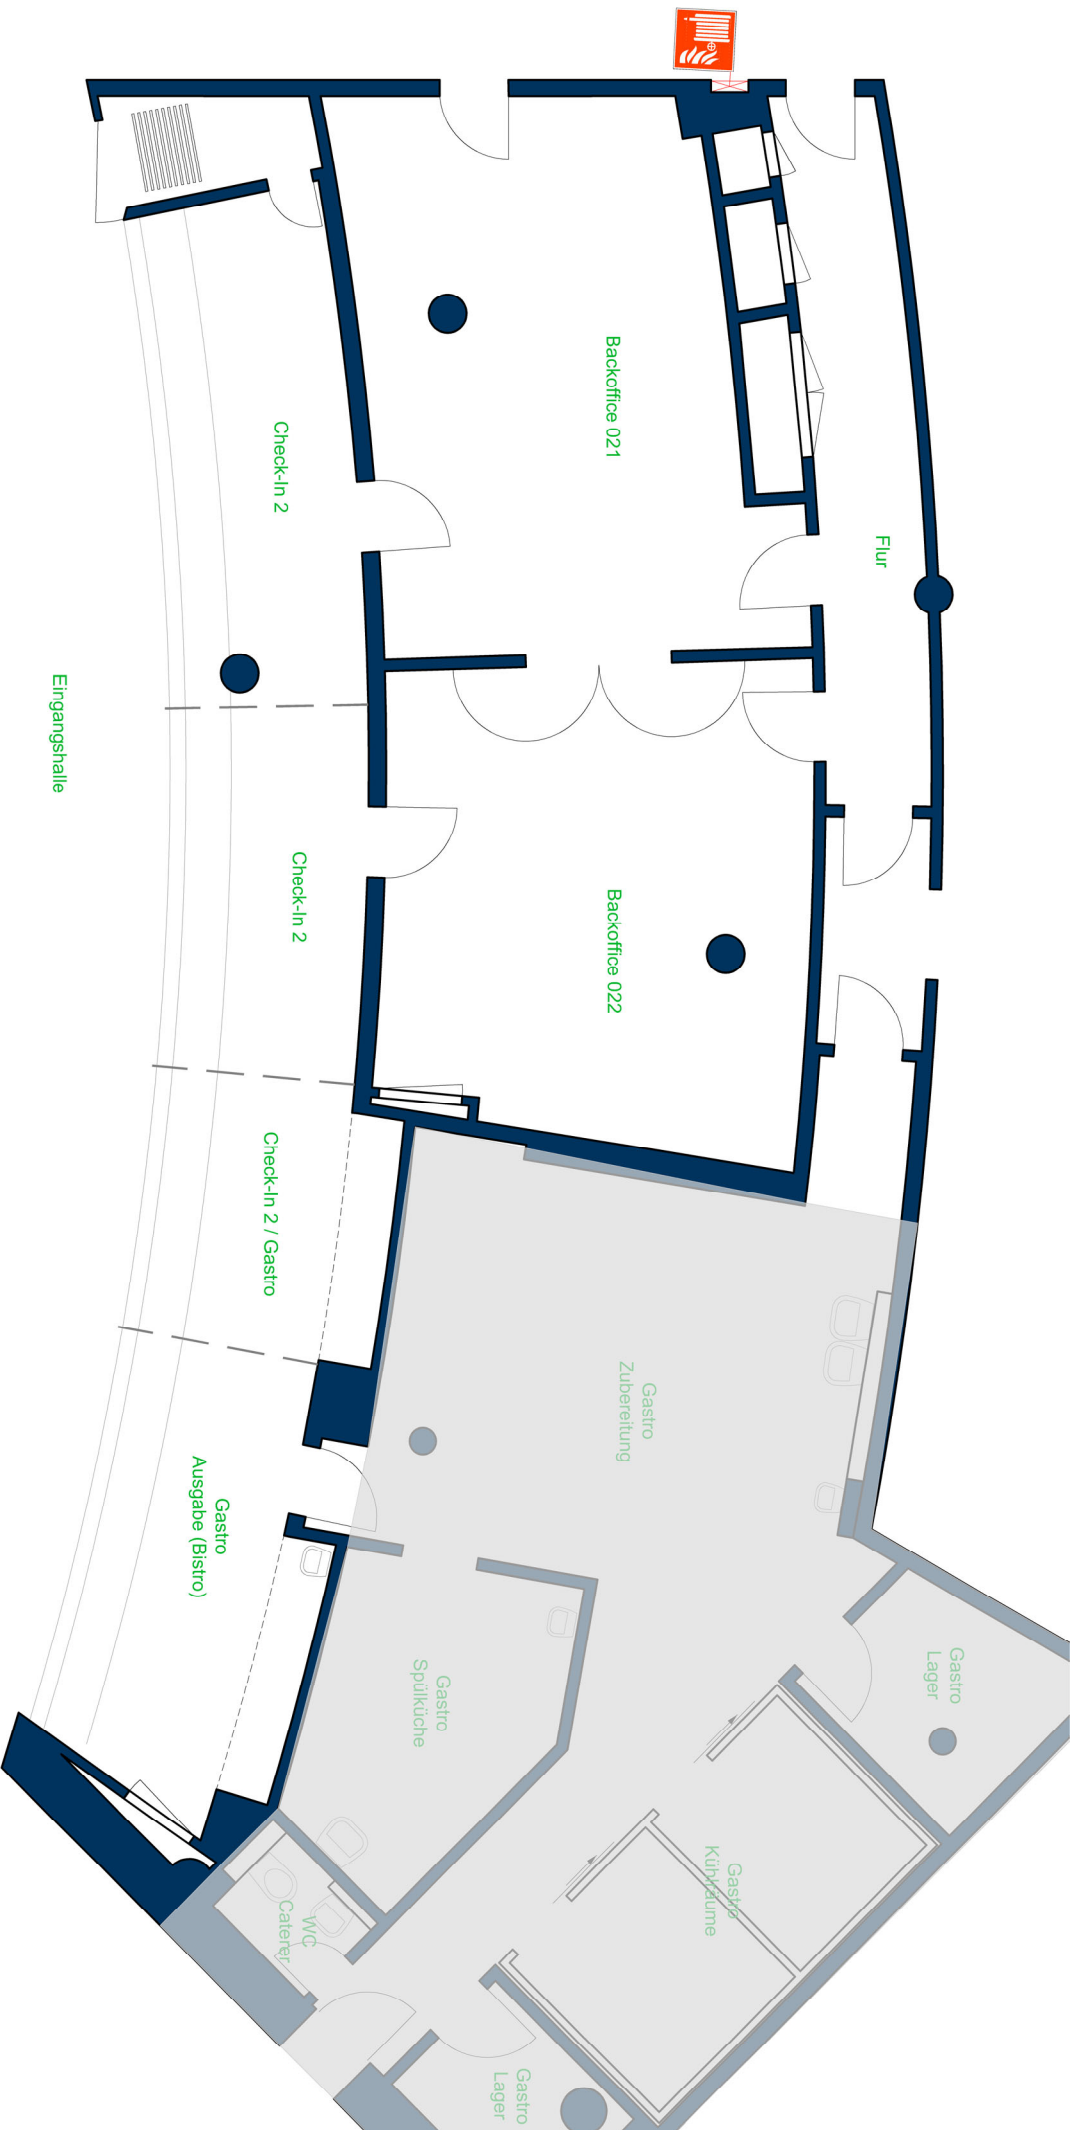 Backoffice 021
Check-In 2
Flur
Eingangshalle
Check-In 2
Backoffice 022
Check-In 2 / Gastro
Gastro
Zubereitung
Gastro
Ausgabe (Bistro)
Gastro
Spülküche
Gastro
Lager
Gastro
Kühlräume
WC
Caterer
Gastro
Lager